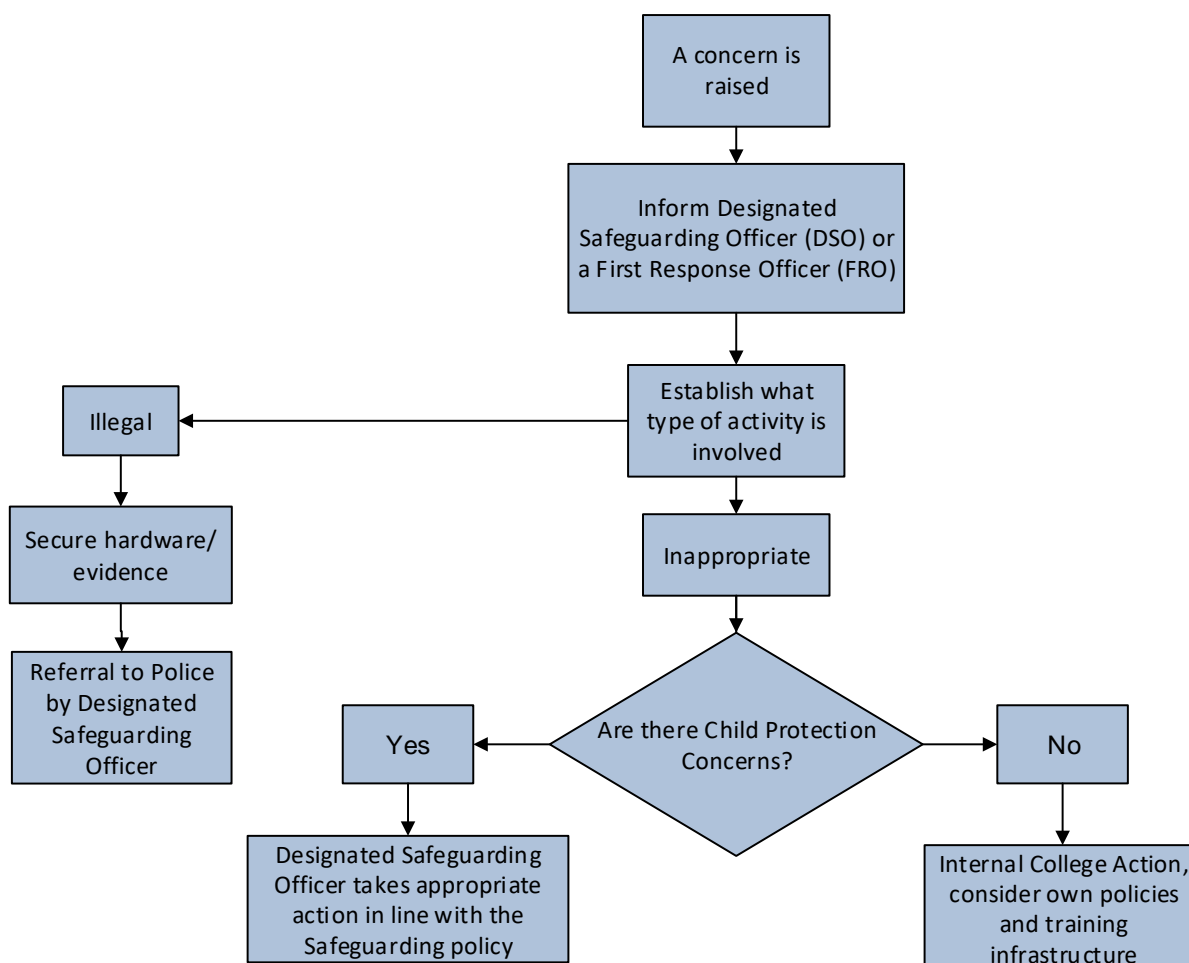 A concern is
raised
Inform Designated
Safeguarding Officer (DSO) or
a First Response Officer (FRO)
Establish what
type of activity is
involved
Illegal
Secure hardware/
evidence
Inappropriate
Referral to Police
by Designated
Safeguarding
Officer
Are there Child Protection
Concerns?
Yes
No
Designated Safeguarding
Officer takes appropriate
action in line with the
Safeguarding policy
Internal College Action,
consider own policies
and training
infrastructure